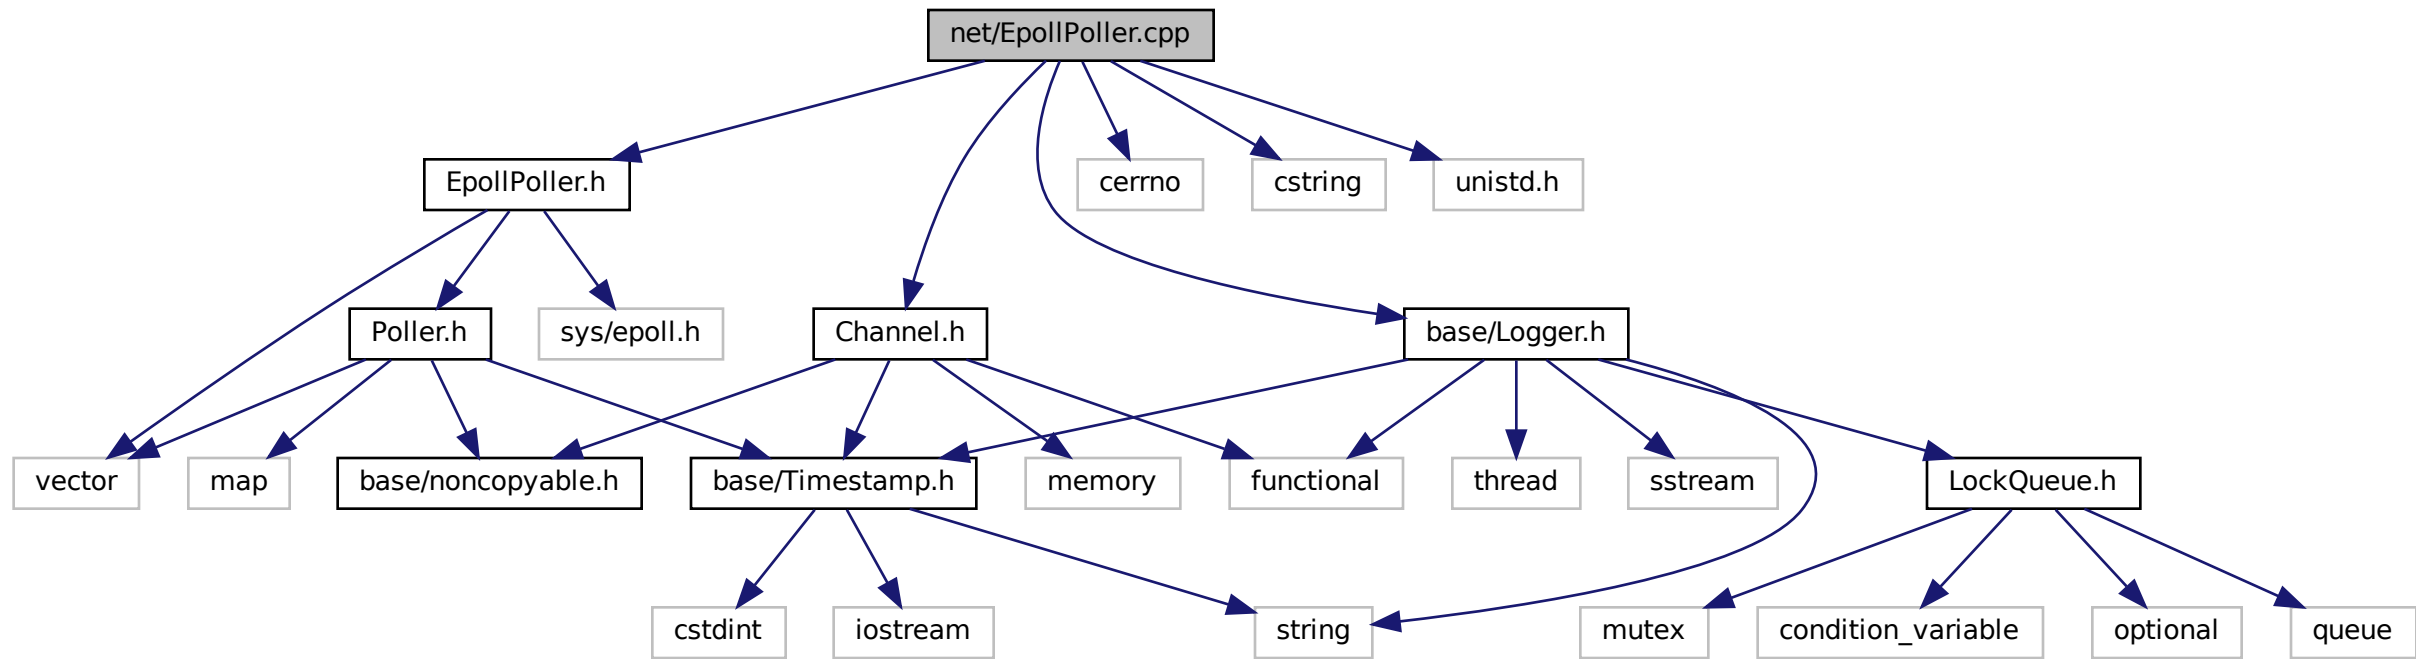 net/EpollPoller.cpp
EpollPoller.h
cerrno
cstring
unistd.h
Poller.h
sys/epoll.h
Channel.h
base/Logger.h
vector
map
base/noncopyable.h
base/Timestamp.h
memory
functional
thread
sstream
LockQueue.h
cstdint
iostream
string
mutex
condition_variable
optional
queue